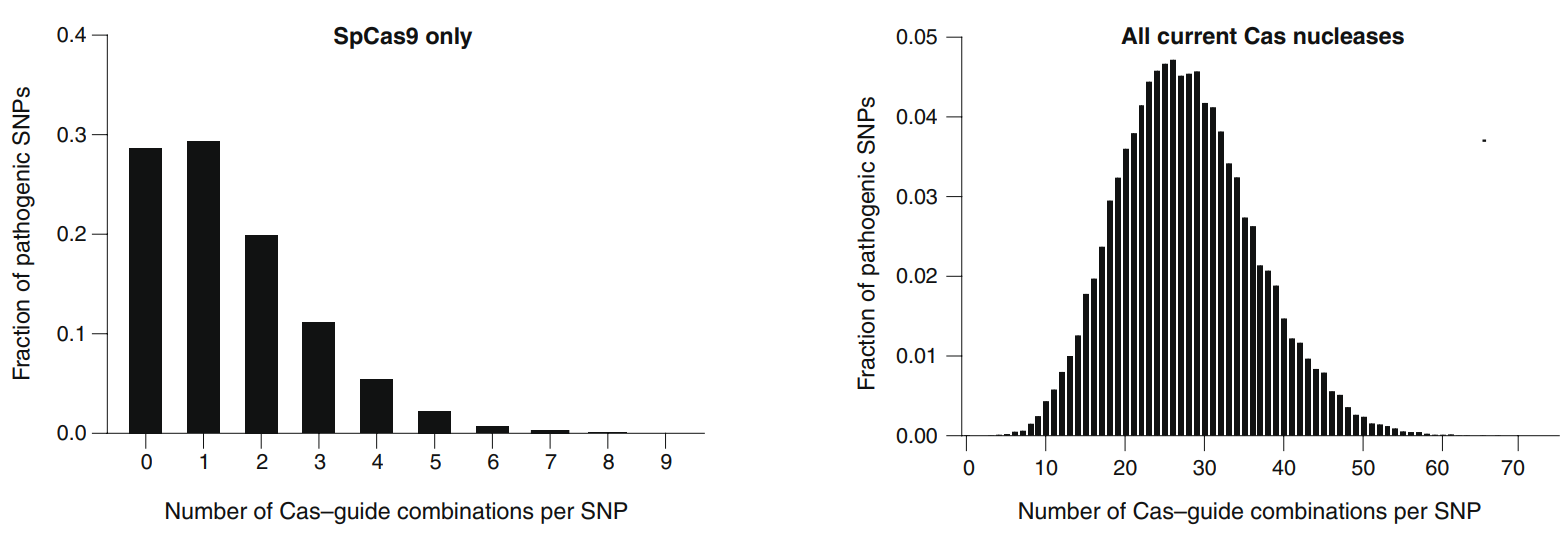 SpCas9 only
Fraction of pathogenic SNPs
0.4
0.3
0.2
0.1
0.0
0 1 2 3 4 5 6 7 8 9
Number of Cas–guide combinations per SNP
All current Cas nucleases
Fraction of pathogenic SNPs
0.05
0.04
0.03
0.02
0.01
0.00
0 10 20 30 40 50 60 70
Number of Cas–guide combinations per SNP